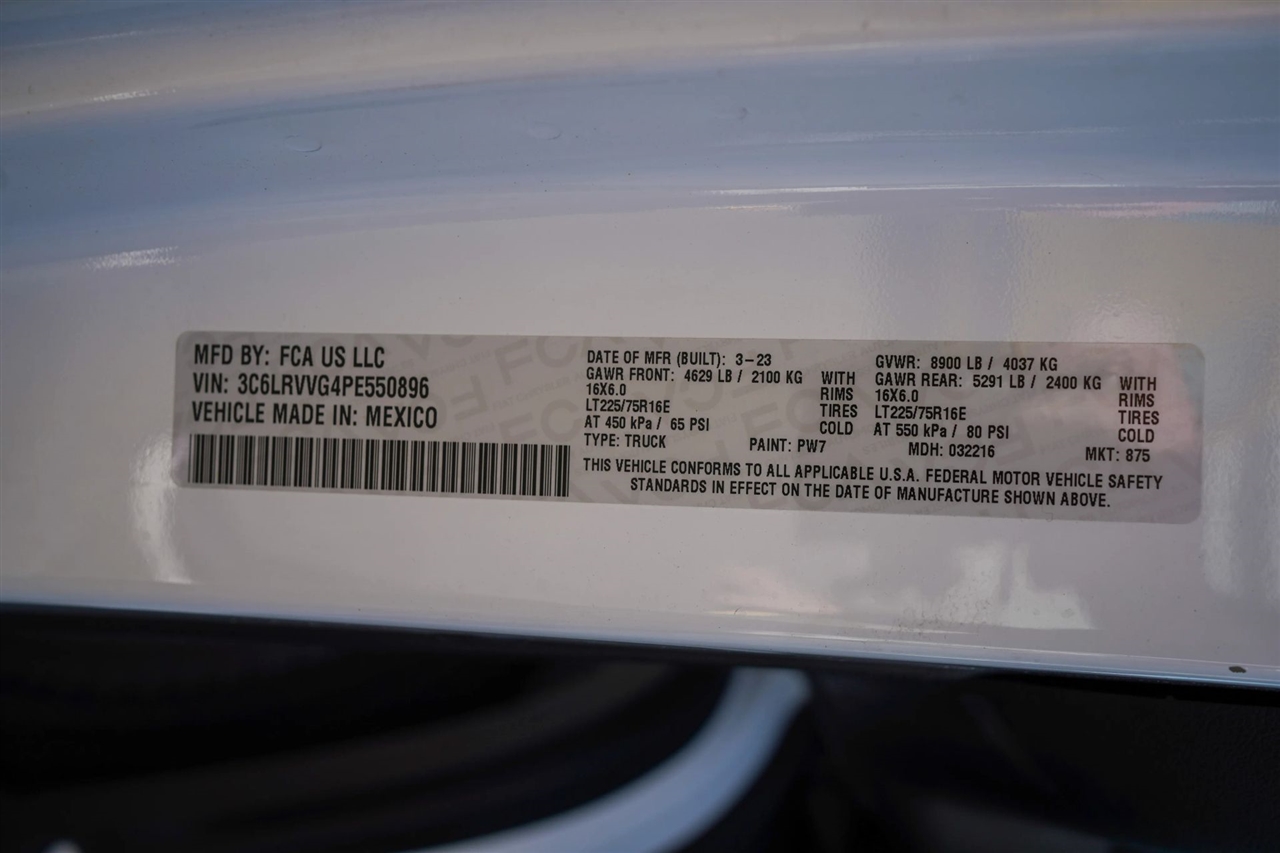 MFD BY: FCA US LLC
VIN: 3C6LRVVG4PE550896
VEHICLE MADE IN: MEXICO
DATE OF MFR (BUILT): 3-23
GAWR FRONT: 4629 LB / 2100 KG WITH
16X6.0 RIMS
LT225/75R16E TIRES
AT 450 kPa / 65 PSI COLD
GVWR: 8900 LB / 4037 KG
GAWR REAR: 5291 LB / 2400 KG WITH
16X6.0 RIMS
LT225/75R16E TIRES
AT 550 kPa / 80 PSI COLD
TYPE: TRUCK PAINT: PW7 MDH: 032216 MKT: 875
THIS VEHICLE CONFORMS TO ALL APPLICABLE U.S.A. FEDERAL MOTOR VEHICLE SAFETY
STANDARDS IN EFFECT ON THE DATE OF MANUFACTURE SHOWN ABOVE.